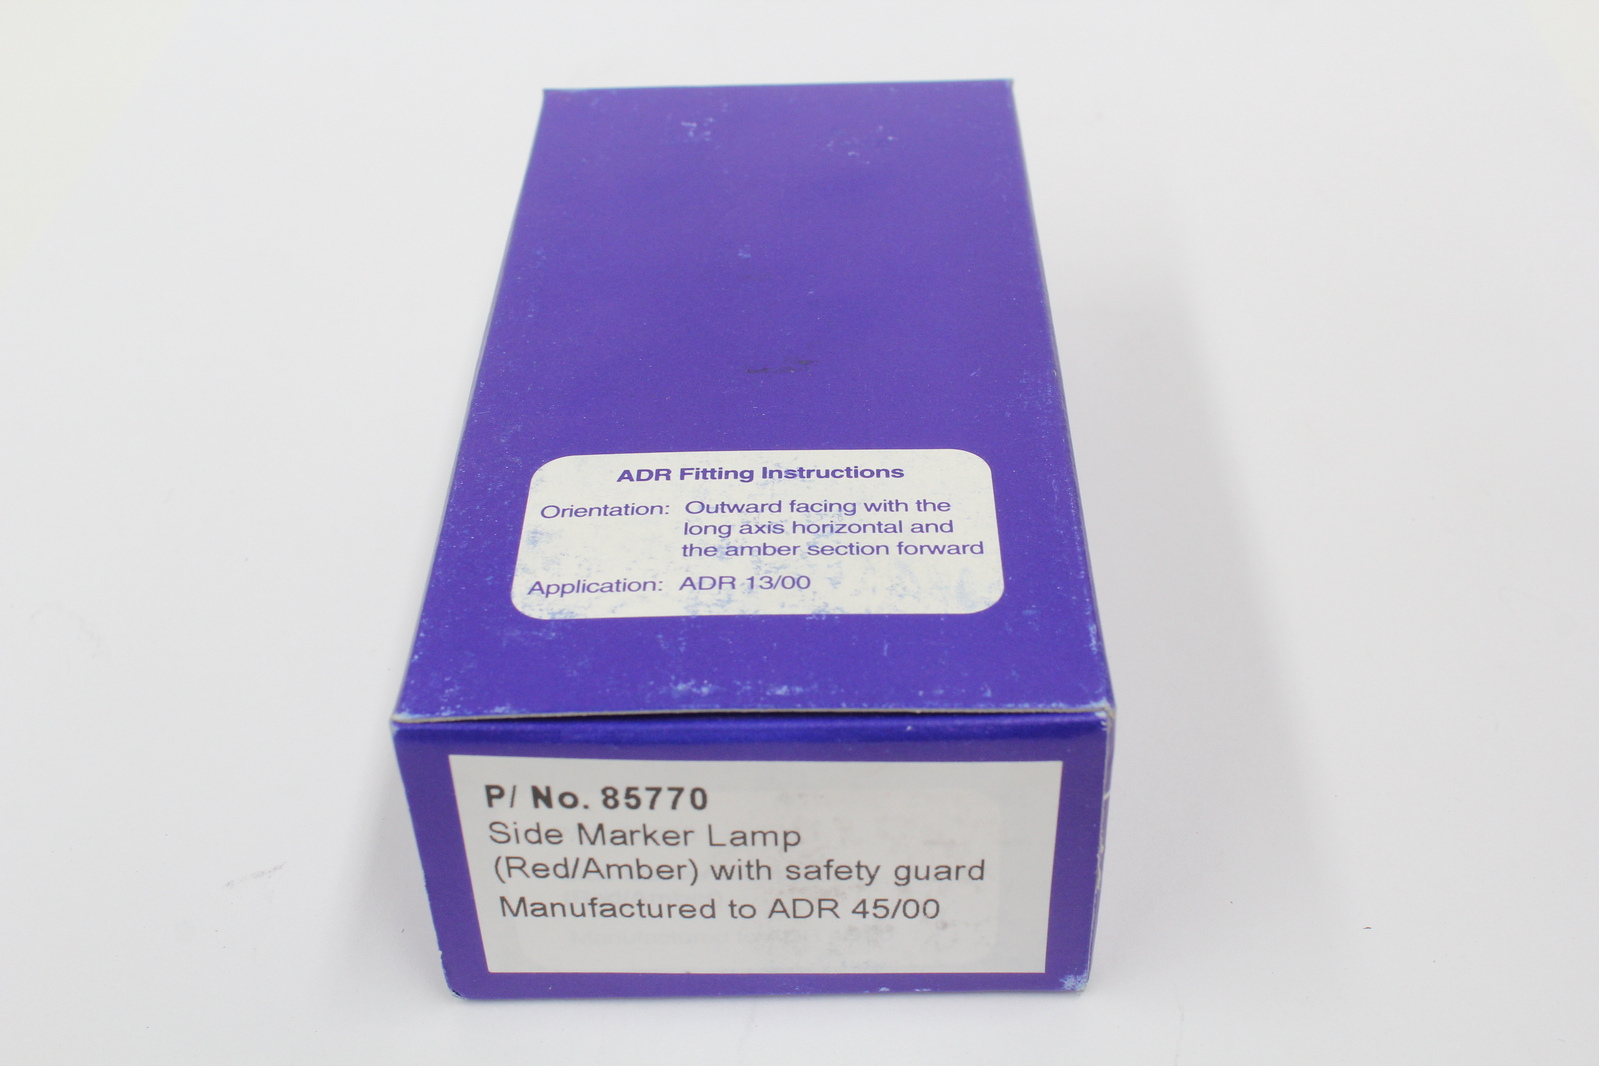 ADR Fitting Instructions
Orientation: Outward facing with the
long axis horizontal and
the amber section forward
Application: ADR 13/00
P/ No. 85770
Side Marker Lamp
(Red/Amber) with safety guard
Manufactured to ADR 45/00